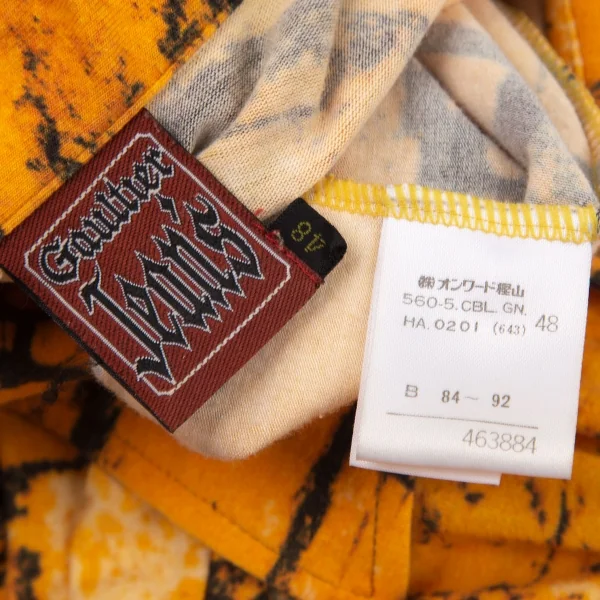 Gaultier
Jean's
48
㈱オンワード樫山
560-5. CBL. GN.
HA. 0201 (643) 48
B 84〜92
463884